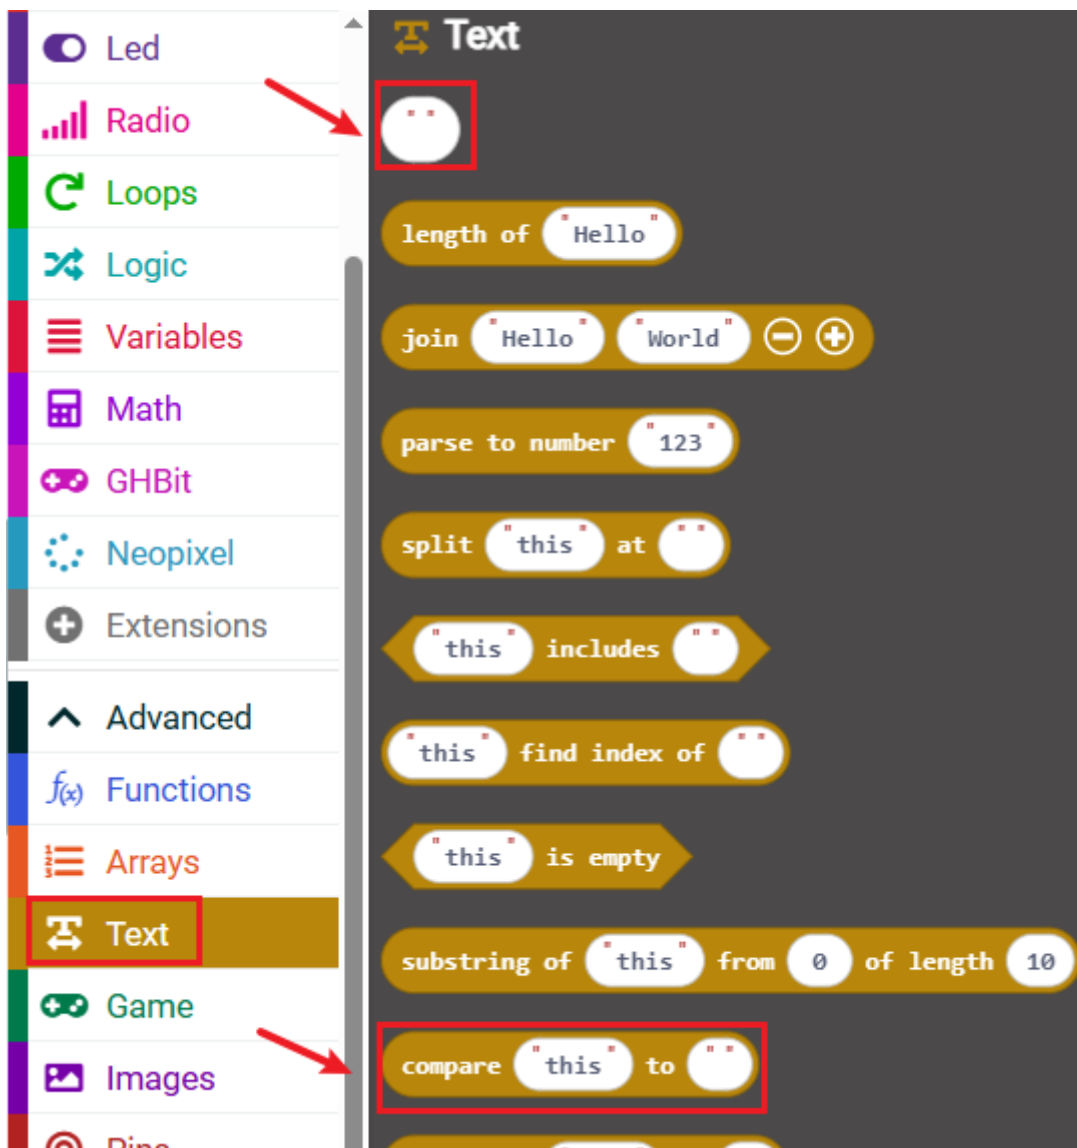 Led
Radio
Loops
Logic
Variables
Math
GHBit
Neopixel
Extensions
Advanced
f(x) Functions
Arrays
Text
Game
Images
Text
" "
length of "Hello"
join "Hello" "World"
parse to number "123"
split "this" at " "
"this" includes " "
"this" find index of " "
"this" is empty
substring of "this" from 0 of length 10
compare "this" to " "